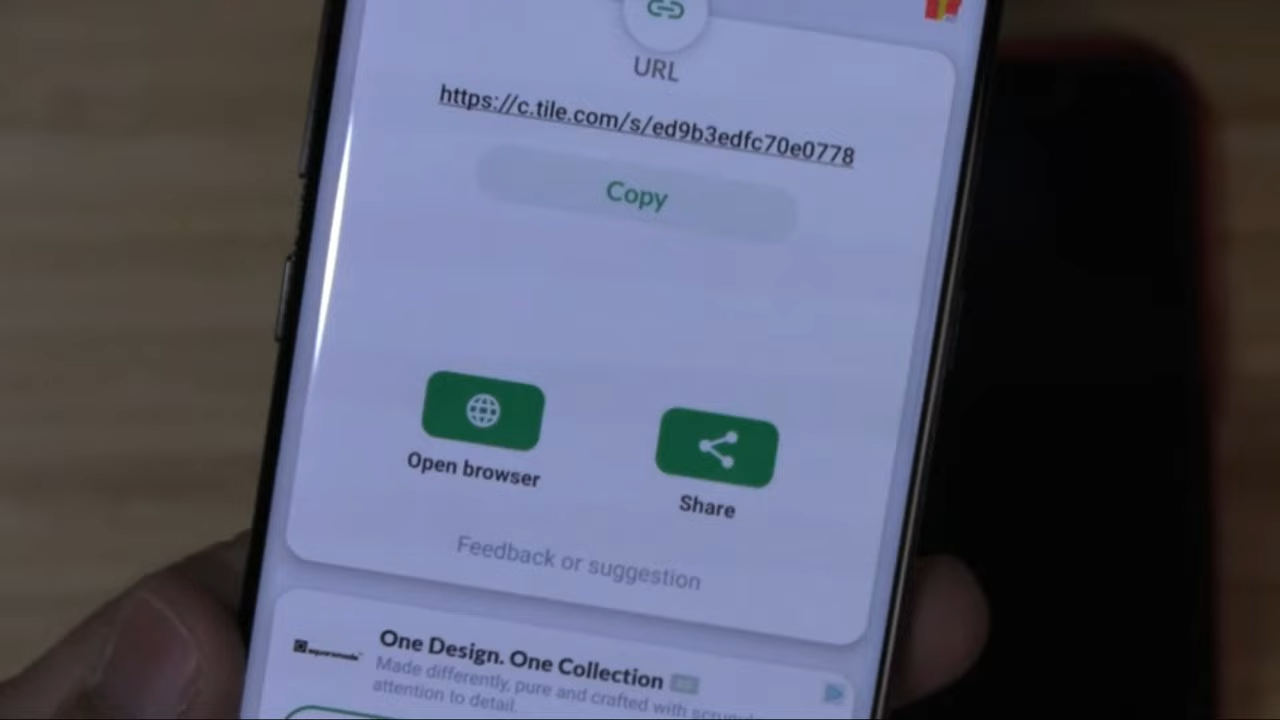 URL
https://c.tile.com/s/ed9b3edfc70e0778
Copy
Open browser
Share
Feedback or suggestion
One Design. One Collection
Made differently, pure and crafted with
attention to detail.